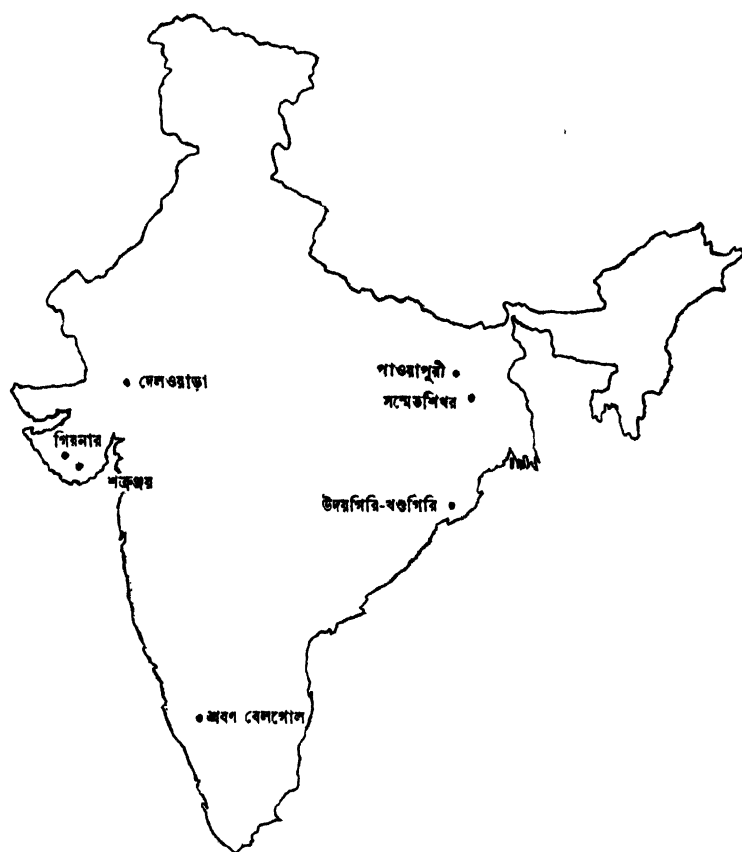 পাওয়াপুরী
দেলওয়াড়া
সম্মেতশিখর
গিরনার
শত্রুঞ্জয়
উদয়গিরি-খণ্ডগিরি
শ্রবণ বেলগোল